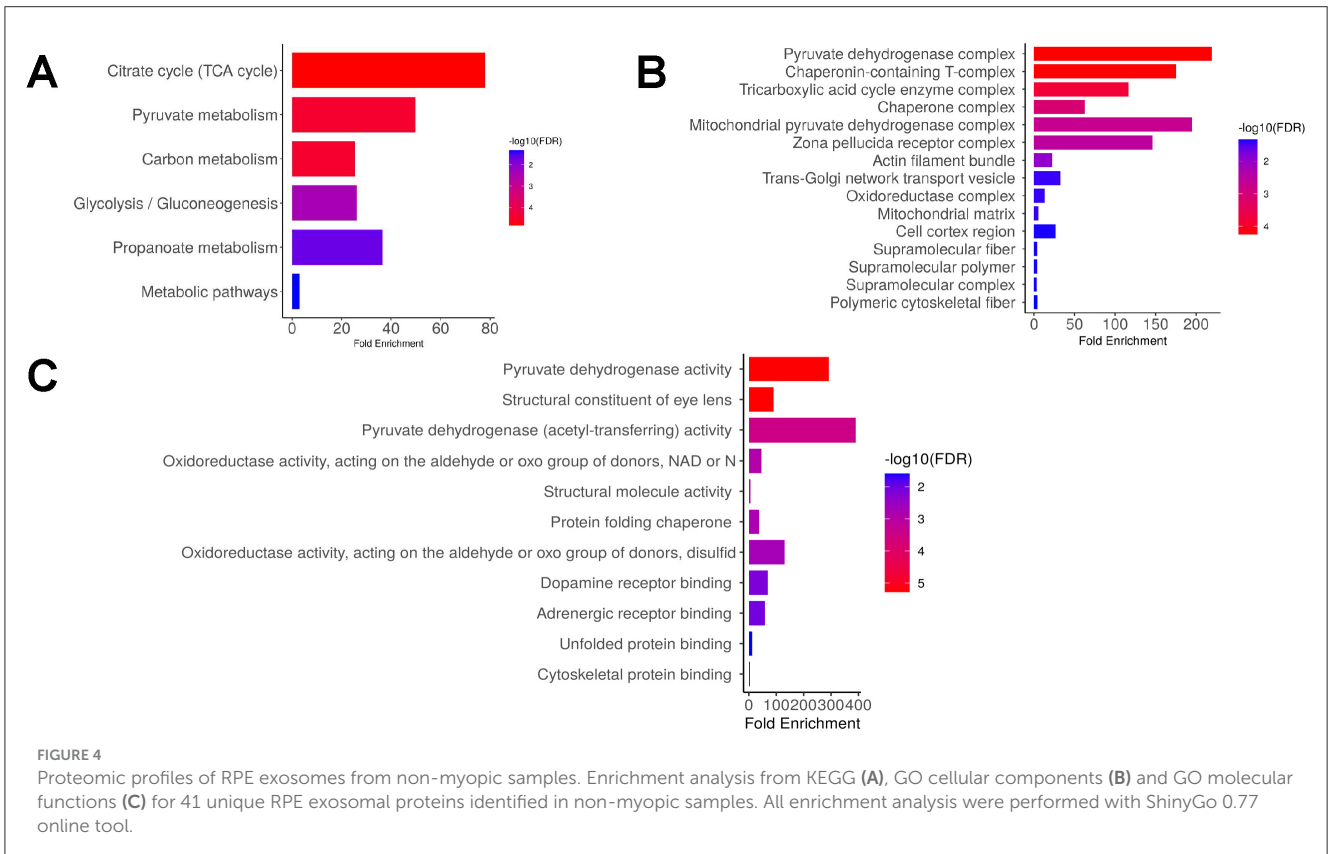 A
Citrate cycle (TCA cycle)
Pyruvate metabolism
Carbon metabolism
Glycolysis / Gluconeogenesis
Propanoate metabolism
Metabolic pathways
0 20 40 60 80
Fold Enrichment
-log10(FDR)
2
3
4
B
Pyruvate dehydrogenase complex
Chaperonin-containing T-complex
Tricarboxylic acid cycle enzyme complex
Chaperone complex
Mitochondrial pyruvate dehydrogenase complex
Zona pellucida receptor complex
Actin filament bundle
Trans-Golgi network transport vesicle
Oxidoreductase complex
Mitochondrial matrix
Cell cortex region
Supramolecular fiber
Supramolecular polymer
Supramolecular complex
Polymeric cytoskeletal fiber
0 50 100 150 200
Fold Enrichment
-log10(FDR)
2
3
4
C
Pyruvate dehydrogenase activity
Structural constituent of eye lens
Pyruvate dehydrogenase (acetyl-transferring) activity
Oxidoreductase activity, acting on the aldehyde or oxo group of donors, NAD or N
Structural molecule activity
Protein folding chaperone
Oxidoreductase activity, acting on the aldehyde or oxo group of donors, disulfid
Dopamine receptor binding
Adrenergic receptor binding
Unfolded protein binding
Cytoskeletal protein binding
0 100200300400
Fold Enrichment
-log10(FDR)
2
3
4
5
FIGURE 4
Proteomic profiles of RPE exosomes from non-myopic samples. Enrichment analysis from KEGG (A), GO cellular components (B) and GO molecular
functions (C) for 41 unique RPE exosomal proteins identified in non-myopic samples. All enrichment analysis were performed with ShinyGo 0.77
online tool.